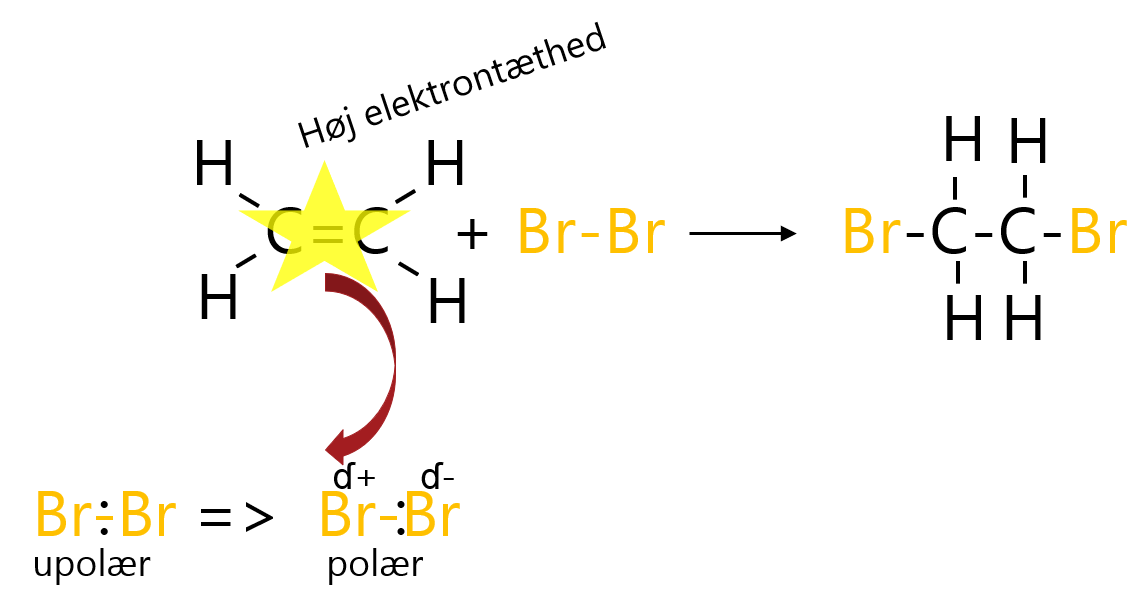 Høj elektrontæthed
H H H H
C=C + Br-Br Br-C-C-Br
H H H H
ɗ+ ɗ-
Br-Br => Br-Br
upolær polær